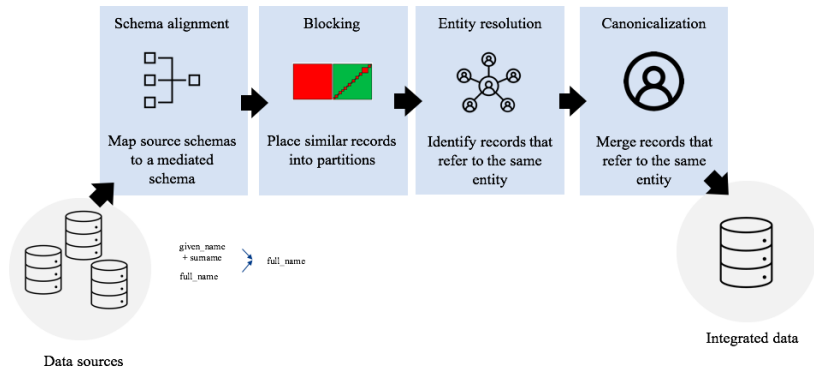 Schema alignment
Map source schemas
to a mediated
schema
Blocking
Place similar records
into partitions
Entity resolution
Identify records that
refer to the same
entity
Canonicalization
Merge records that
refer to the same
entity
given_name
+ surname
full_name
full_name
Data sources
Integrated data